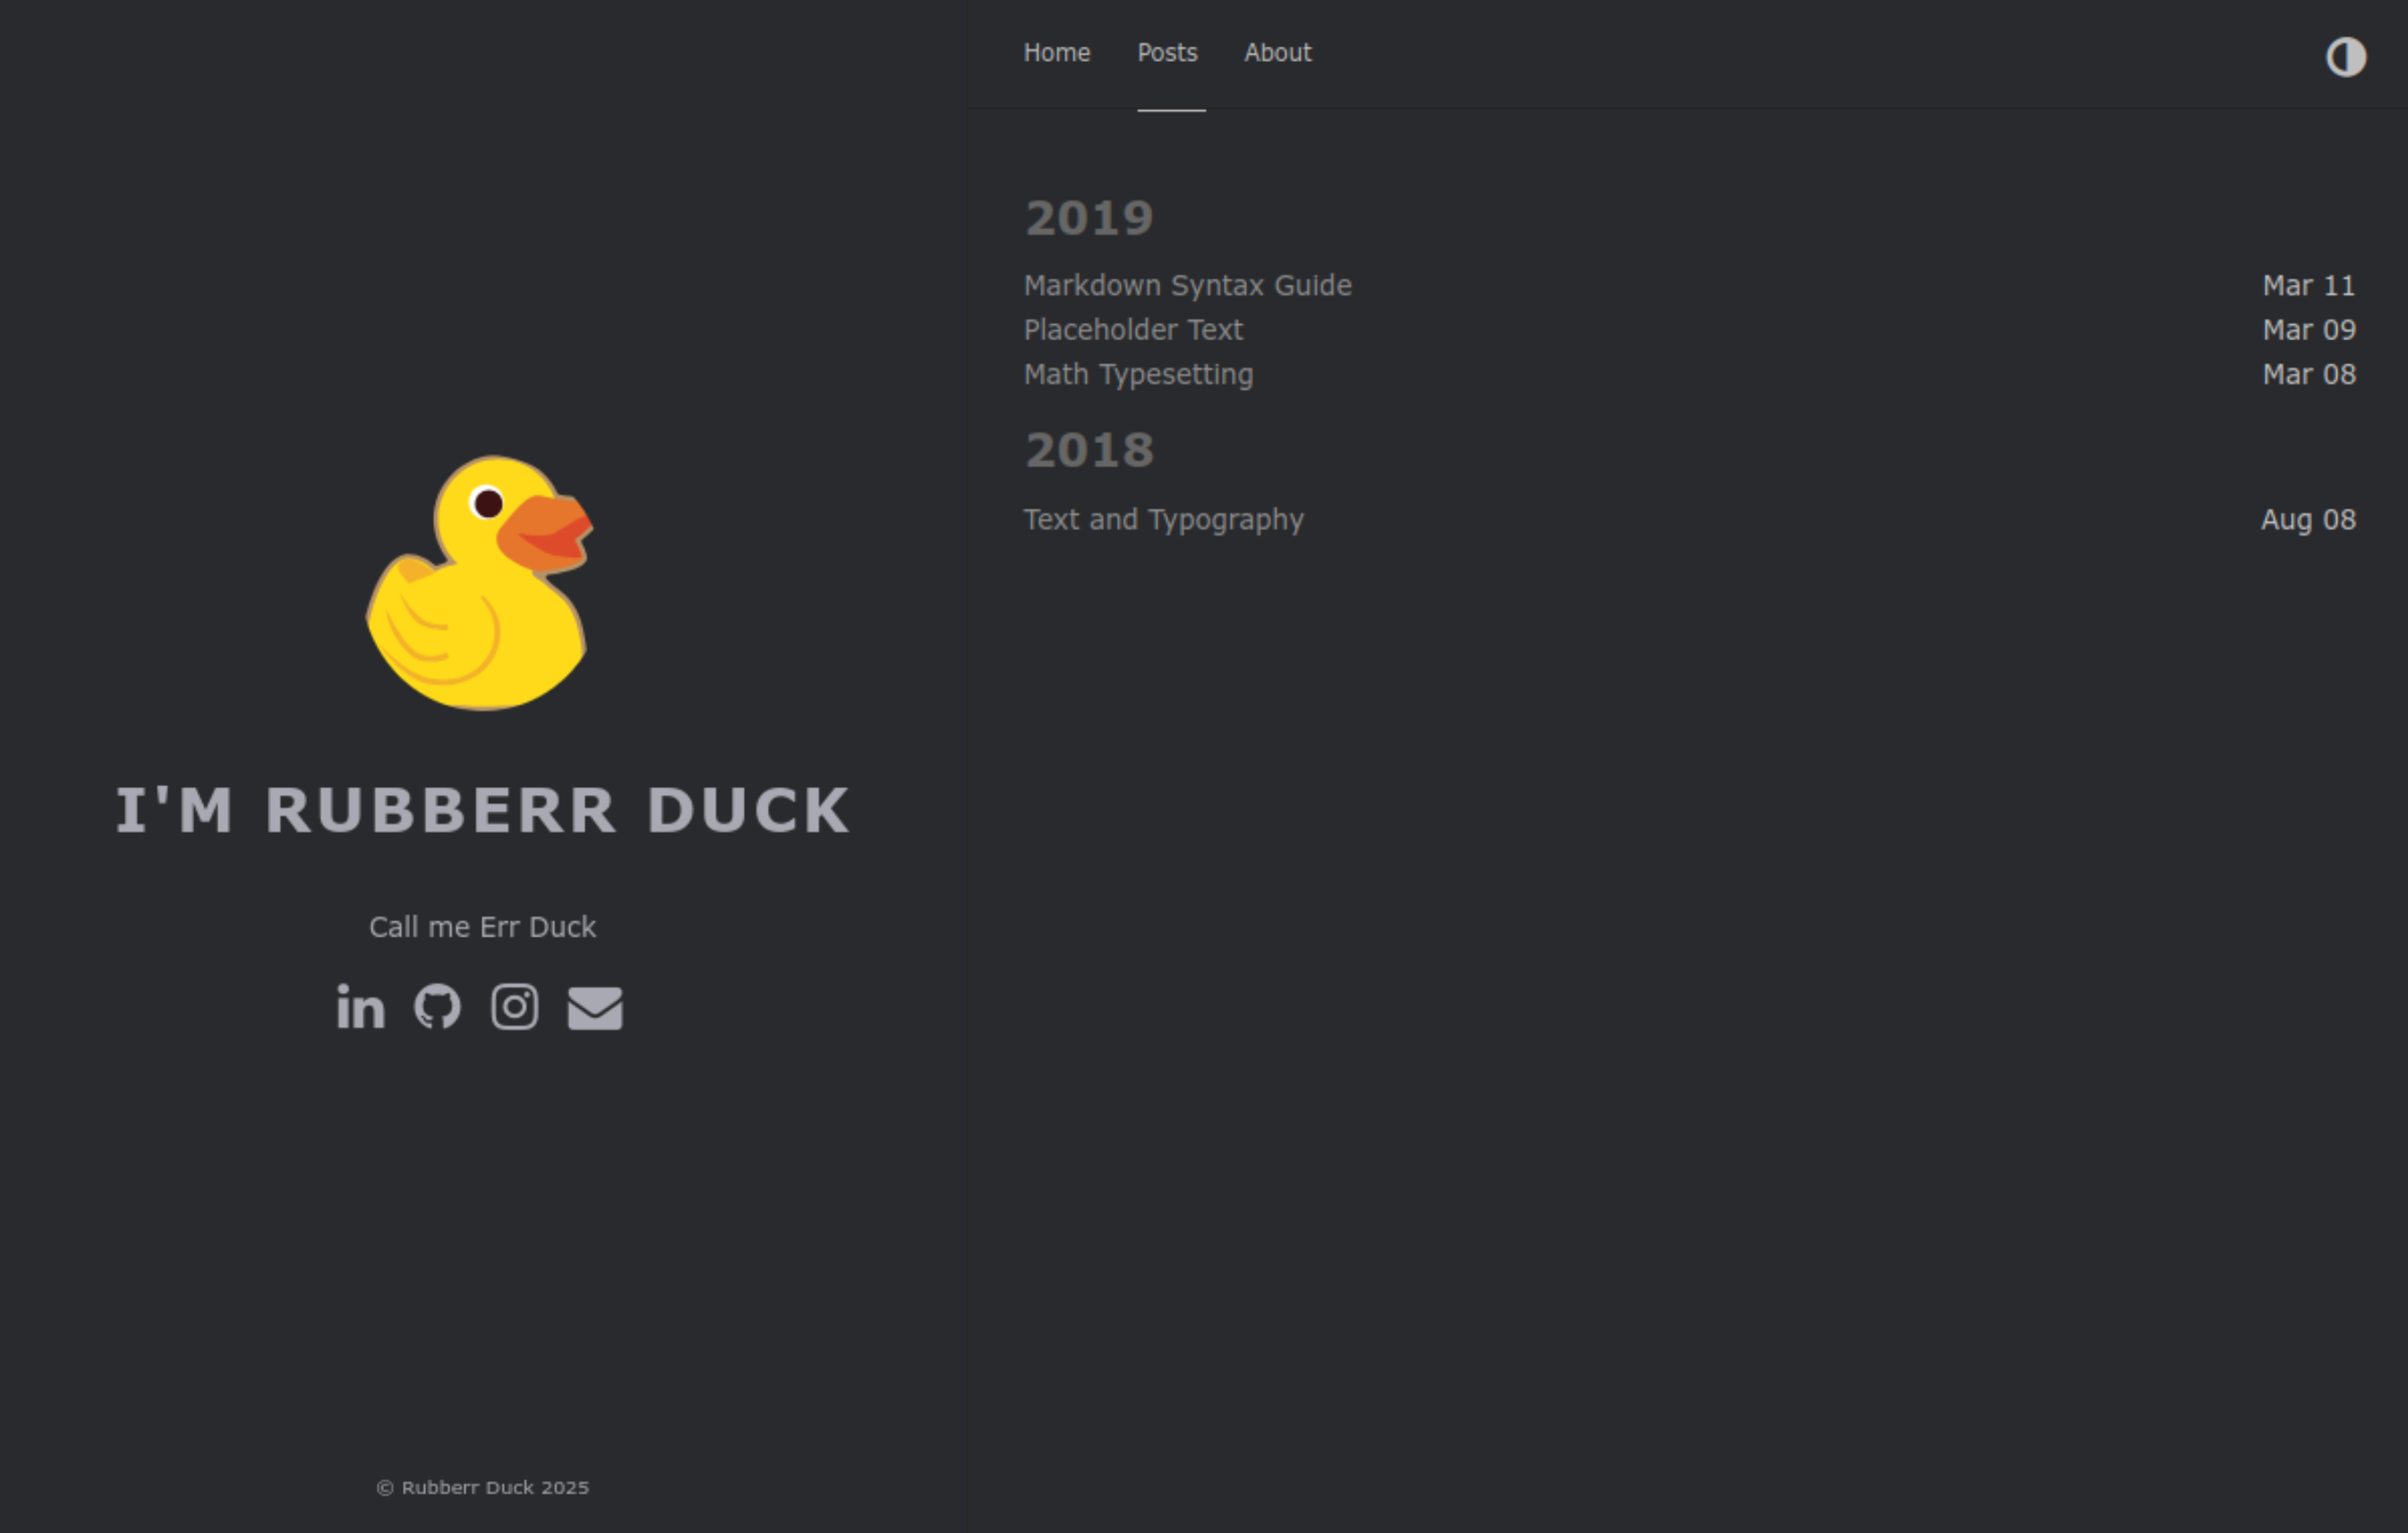 Home Posts About
2019
Markdown Syntax Guide Mar 11
Placeholder Text Mar 09
Math Typesetting Mar 08
2018
Text and Typography Aug 08
I'M RUBBERR DUCK
Call me Err Duck
in
© Rubberr Duck 2025